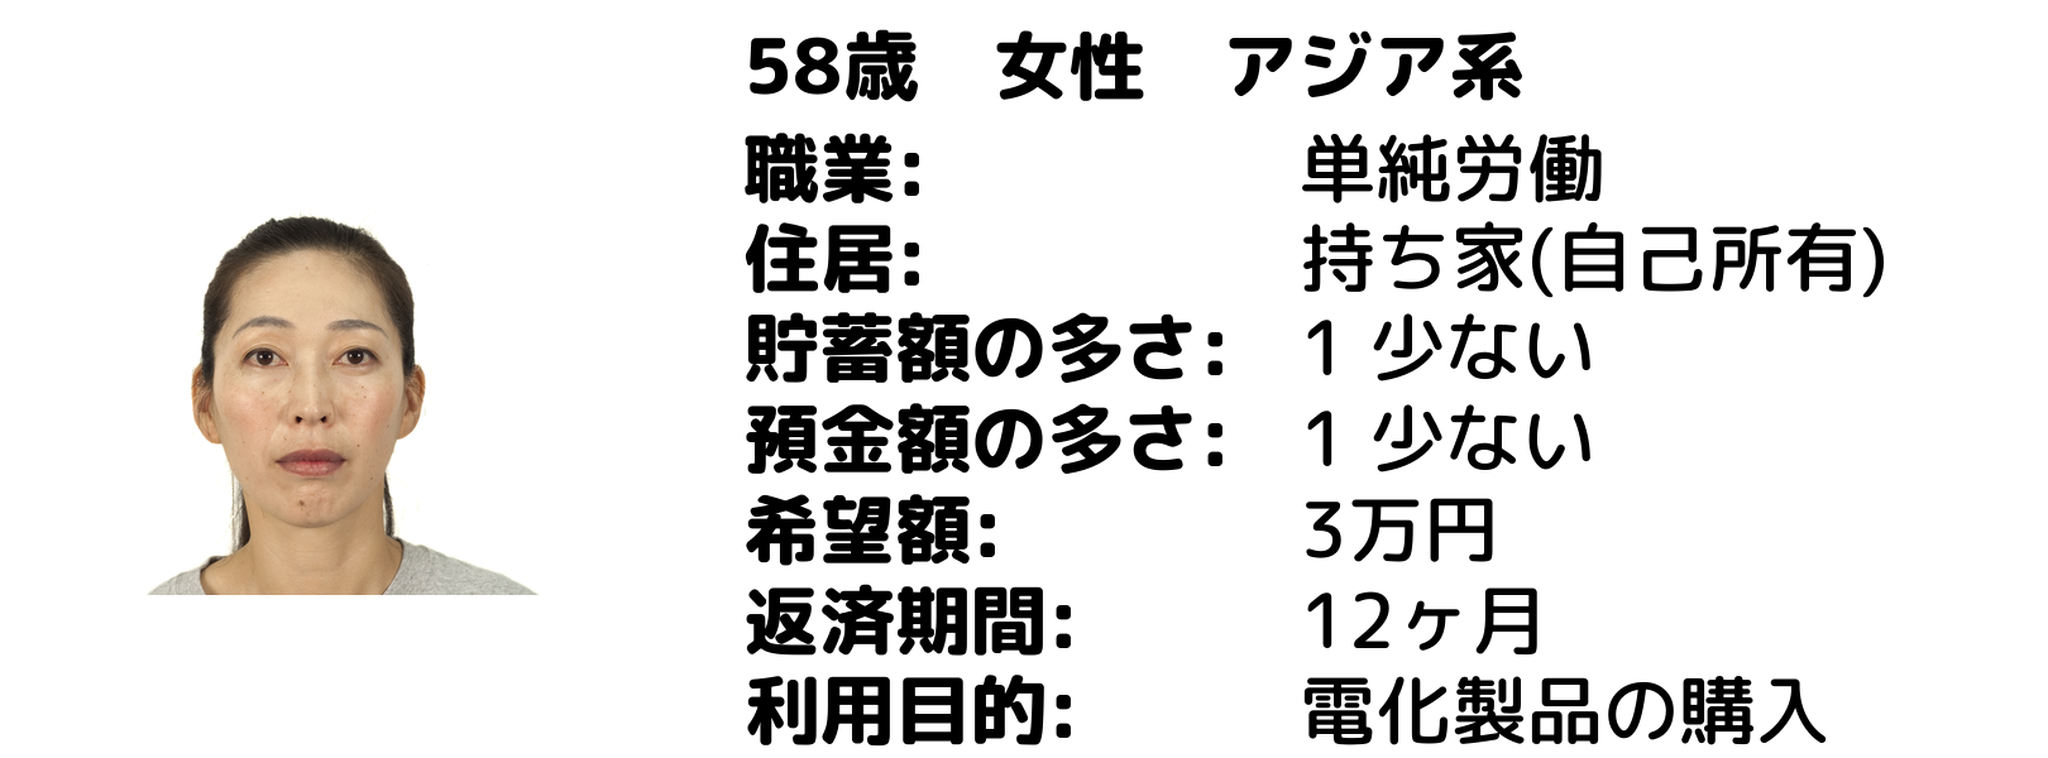 58歳　女性　アジア系
職業: 単純労働
住居: 持ち家(自己所有)
貯蓄額の多さ: 1 少ない
預金額の多さ: 1 少ない
希望額: 3万円
返済期間: 12ヶ月
利用目的: 電化製品の購入